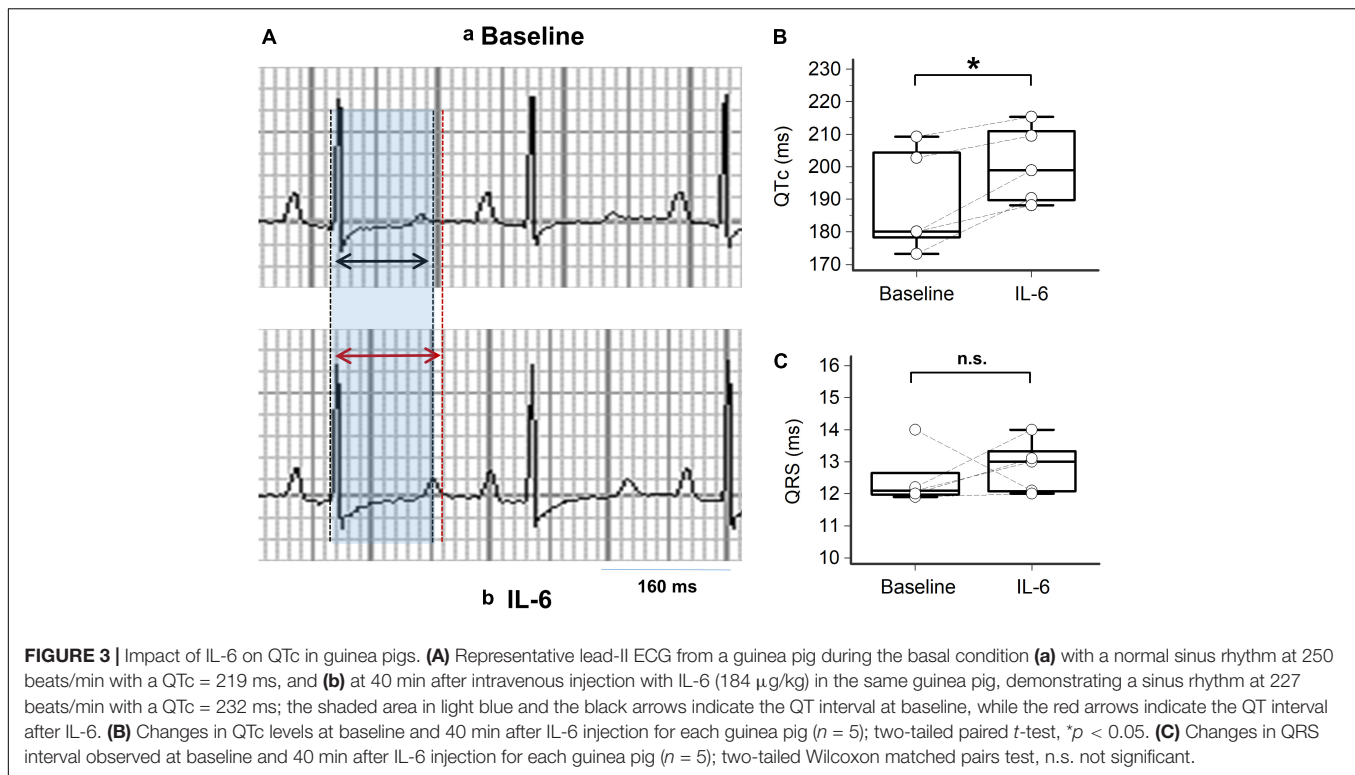 A
a Baseline
160 ms
b IL-6
B
*
230
220
210
200
190
180
170
QTc (ms)
Baseline IL-6
C
n.s.
16
15
14
13
12
11
10
QRS (ms)
Baseline IL-6
FIGURE 3 | Impact of IL-6 on QTc in guinea pigs. (A) Representative lead-II ECG from a guinea pig during the basal condition (a) with a normal sinus rhythm at 250
beats/min with a QTc = 219 ms, and (b) at 40 min after intravenous injection with IL-6 (184 μg/kg) in the same guinea pig, demonstrating a sinus rhythm at 227
beats/min with a QTc = 232 ms; the shaded area in light blue and the black arrows indicate the QT interval at baseline, while the red arrows indicate the QT interval
after IL-6. (B) Changes in QTc levels at baseline and 40 min after IL-6 injection for each guinea pig (n = 5); two-tailed paired t-test, *p < 0.05. (C) Changes in QRS
interval observed at baseline and 40 min after IL-6 injection for each guinea pig (n = 5); two-tailed Wilcoxon matched pairs test, n.s. not significant.